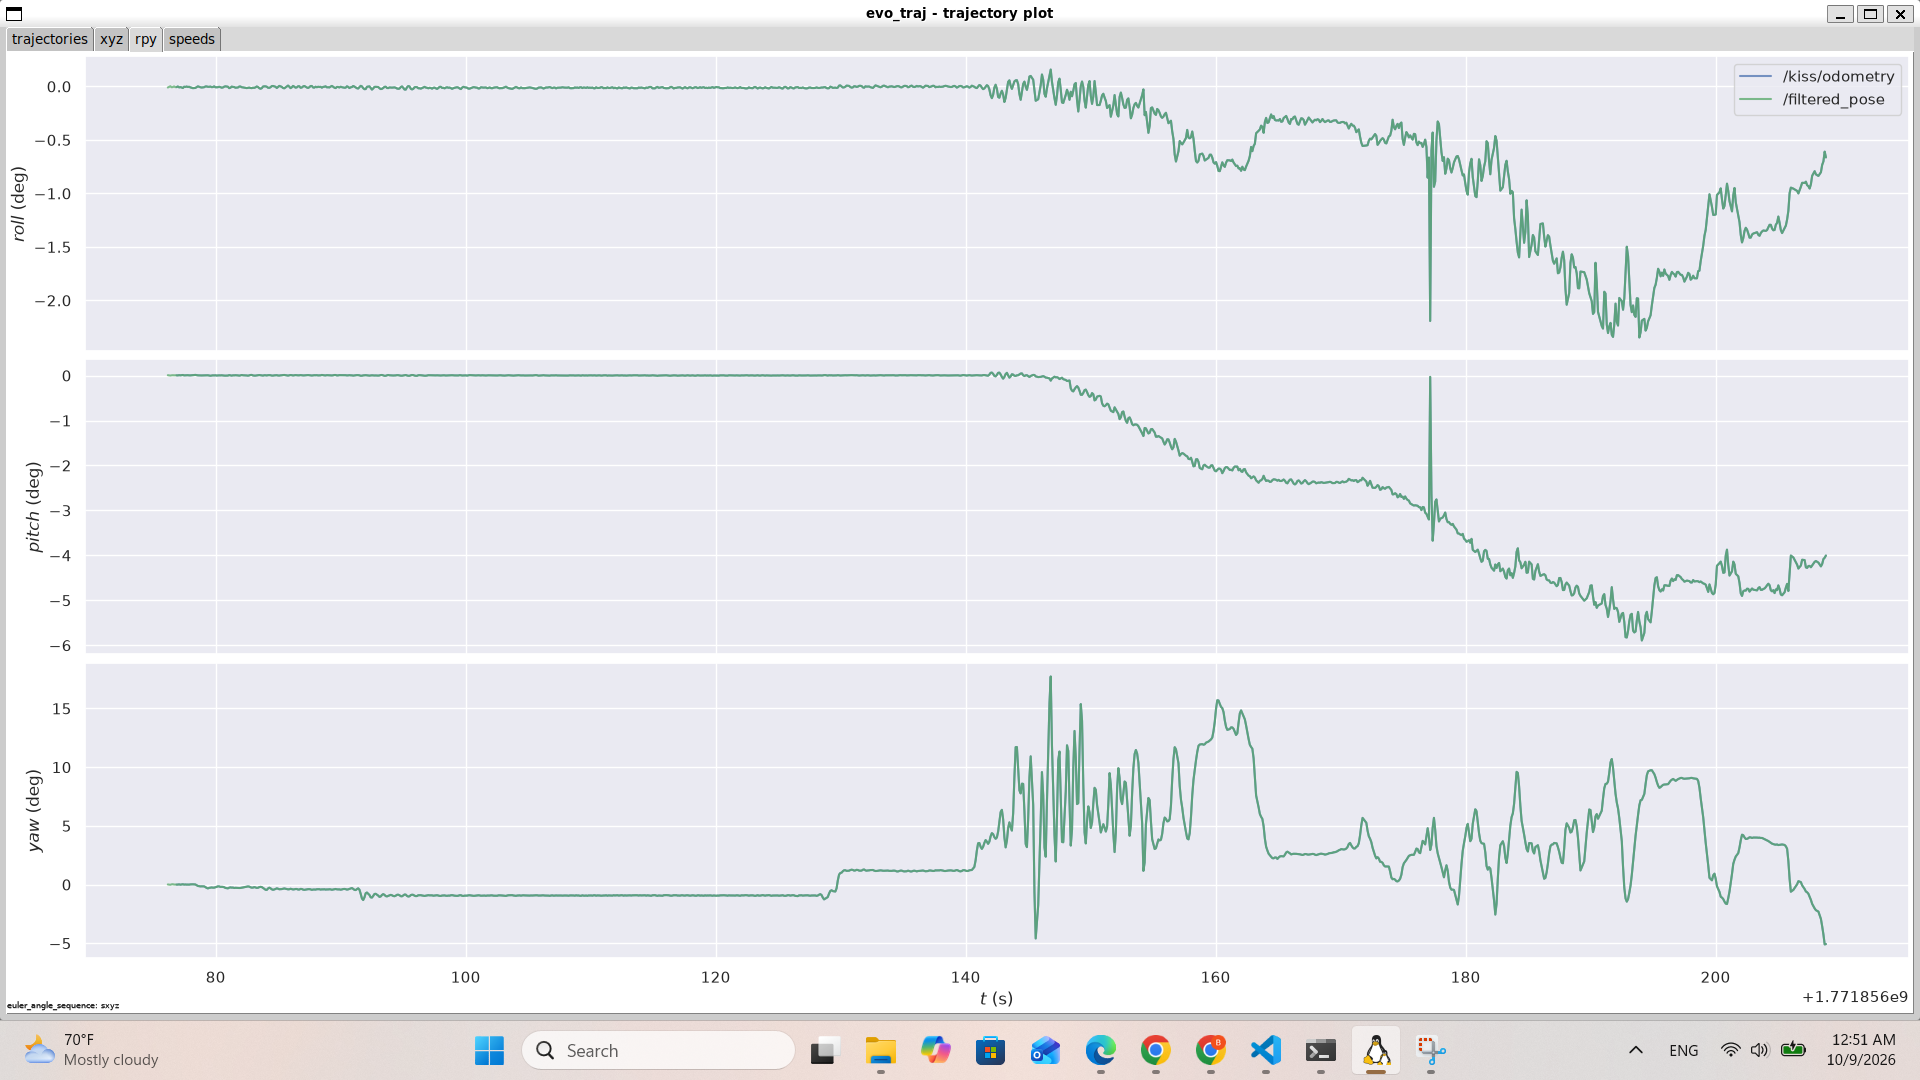 evo_traj - trajectory plot
trajectories xyz rpy speeds
/kiss/odometry
/filtered_pose
roll (deg)
0.0
−0.5
−1.0
−1.5
−2.0
pitch (deg)
0
−1
−2
−3
−4
−5
−6
yaw (deg)
15
10
5
0
−5
80 100 120 140 160 180 200
t (s)
+1.771856e9
euler_angle_sequence: sxyz
70°F
Mostly cloudy
Search
B
ENG
12:51 AM
10/9/2026